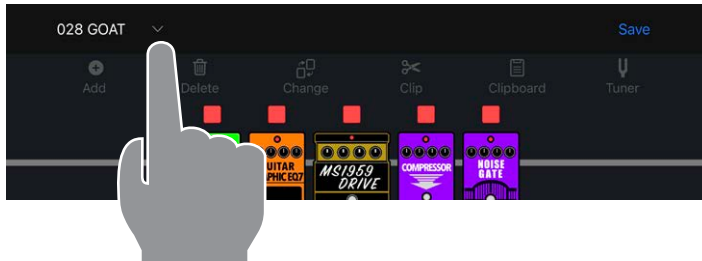 028 GOAT Save
Add Delete Change Clip Clipboard Tuner
UITAR
PHIC EQ7
MS1959
DRIVE
COMPRESSOR
NOISE
GATE